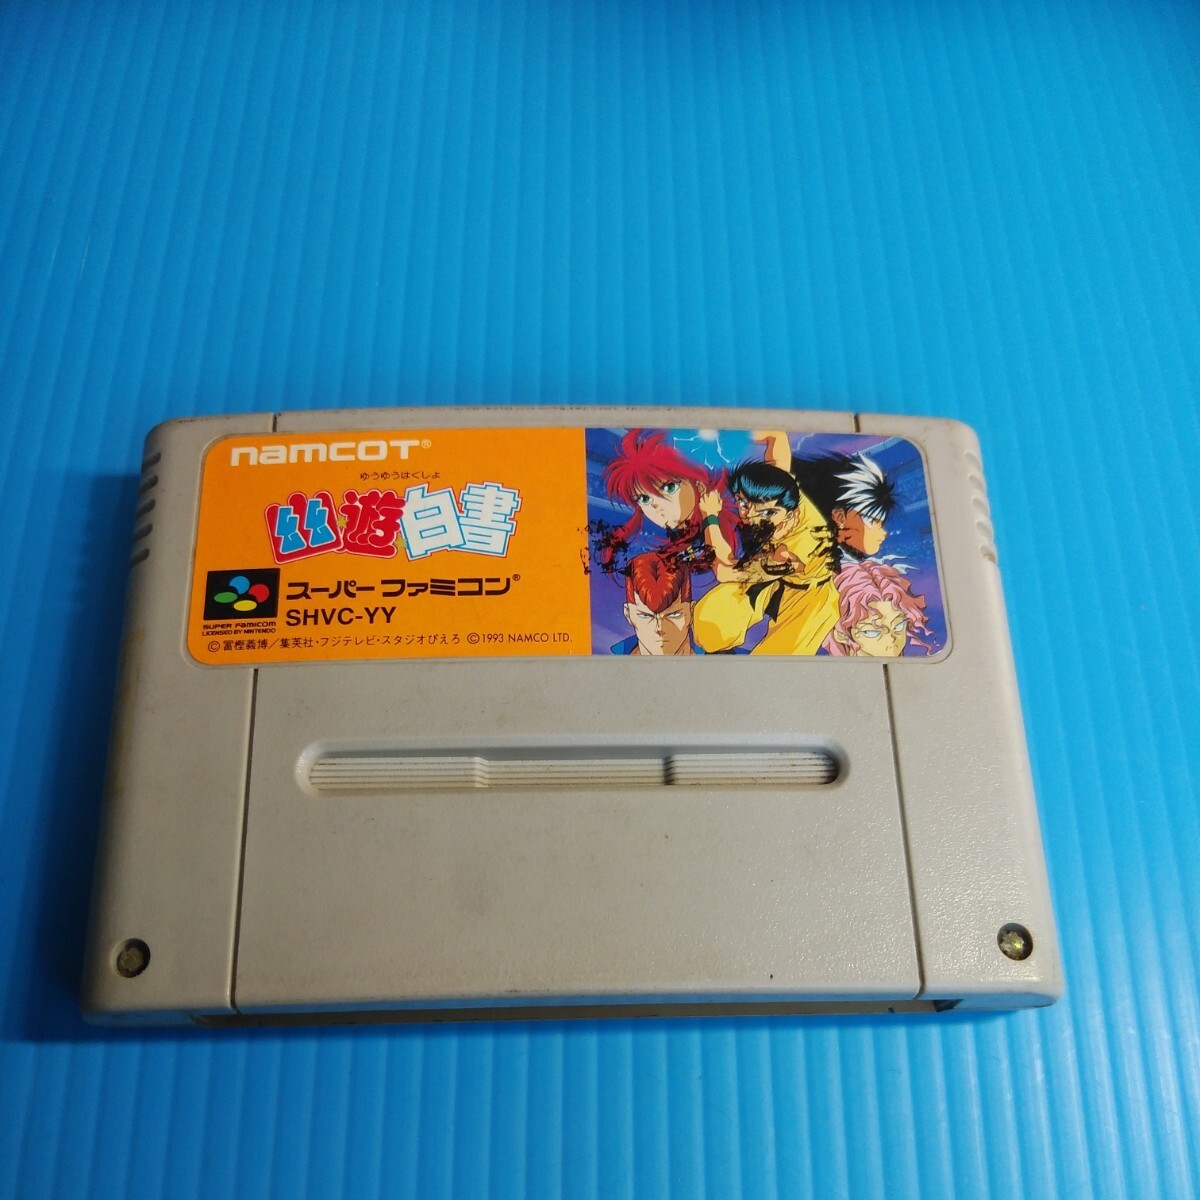 namcot®
ゆうゆうはくしょ
幽★遊★白書
スーパーファミコン®
SHVC-YY
SUPER FAMICOM
LICENSED BY NINTENDO
©冨樫義博／集英社・フジテレビ・スタジオぴえろ ©1993 NAMCO LTD.